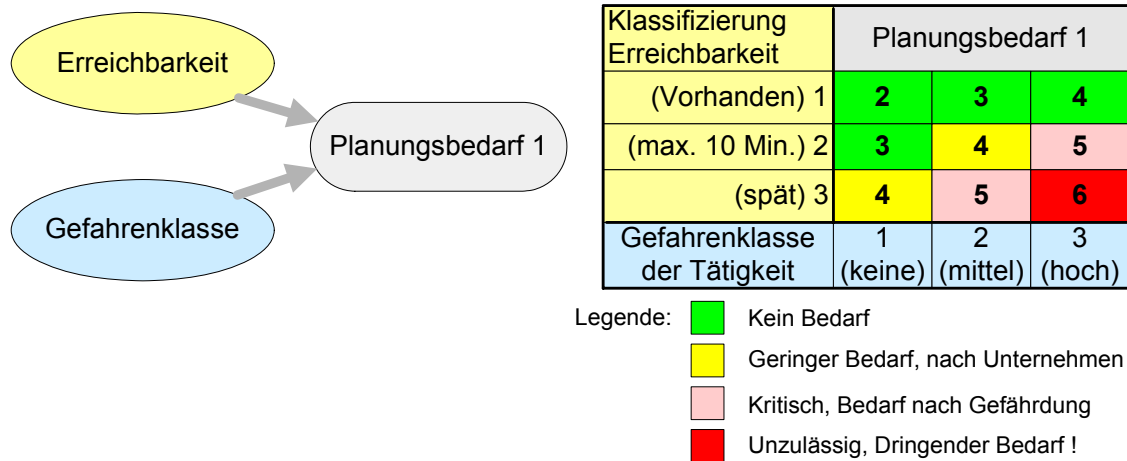 Erreichbarkeit
Planungsbedarf 1
Gefahrenklasse
Klassifizierung
Erreichbarkeit
Planungsbedarf 1
(Vorhanden) 1 2 3 4
(max. 10 Min.) 2 3 4 5
(spät) 3 4 5 6
Gefahrenklasse
der Tätigkeit
1 2 3
(keine) (mittel) (hoch)
Legende:
Kein Bedarf
Geringer Bedarf, nach Unternehmen
Kritisch, Bedarf nach Gefährdung
Unzulässig, Dringender Bedarf !